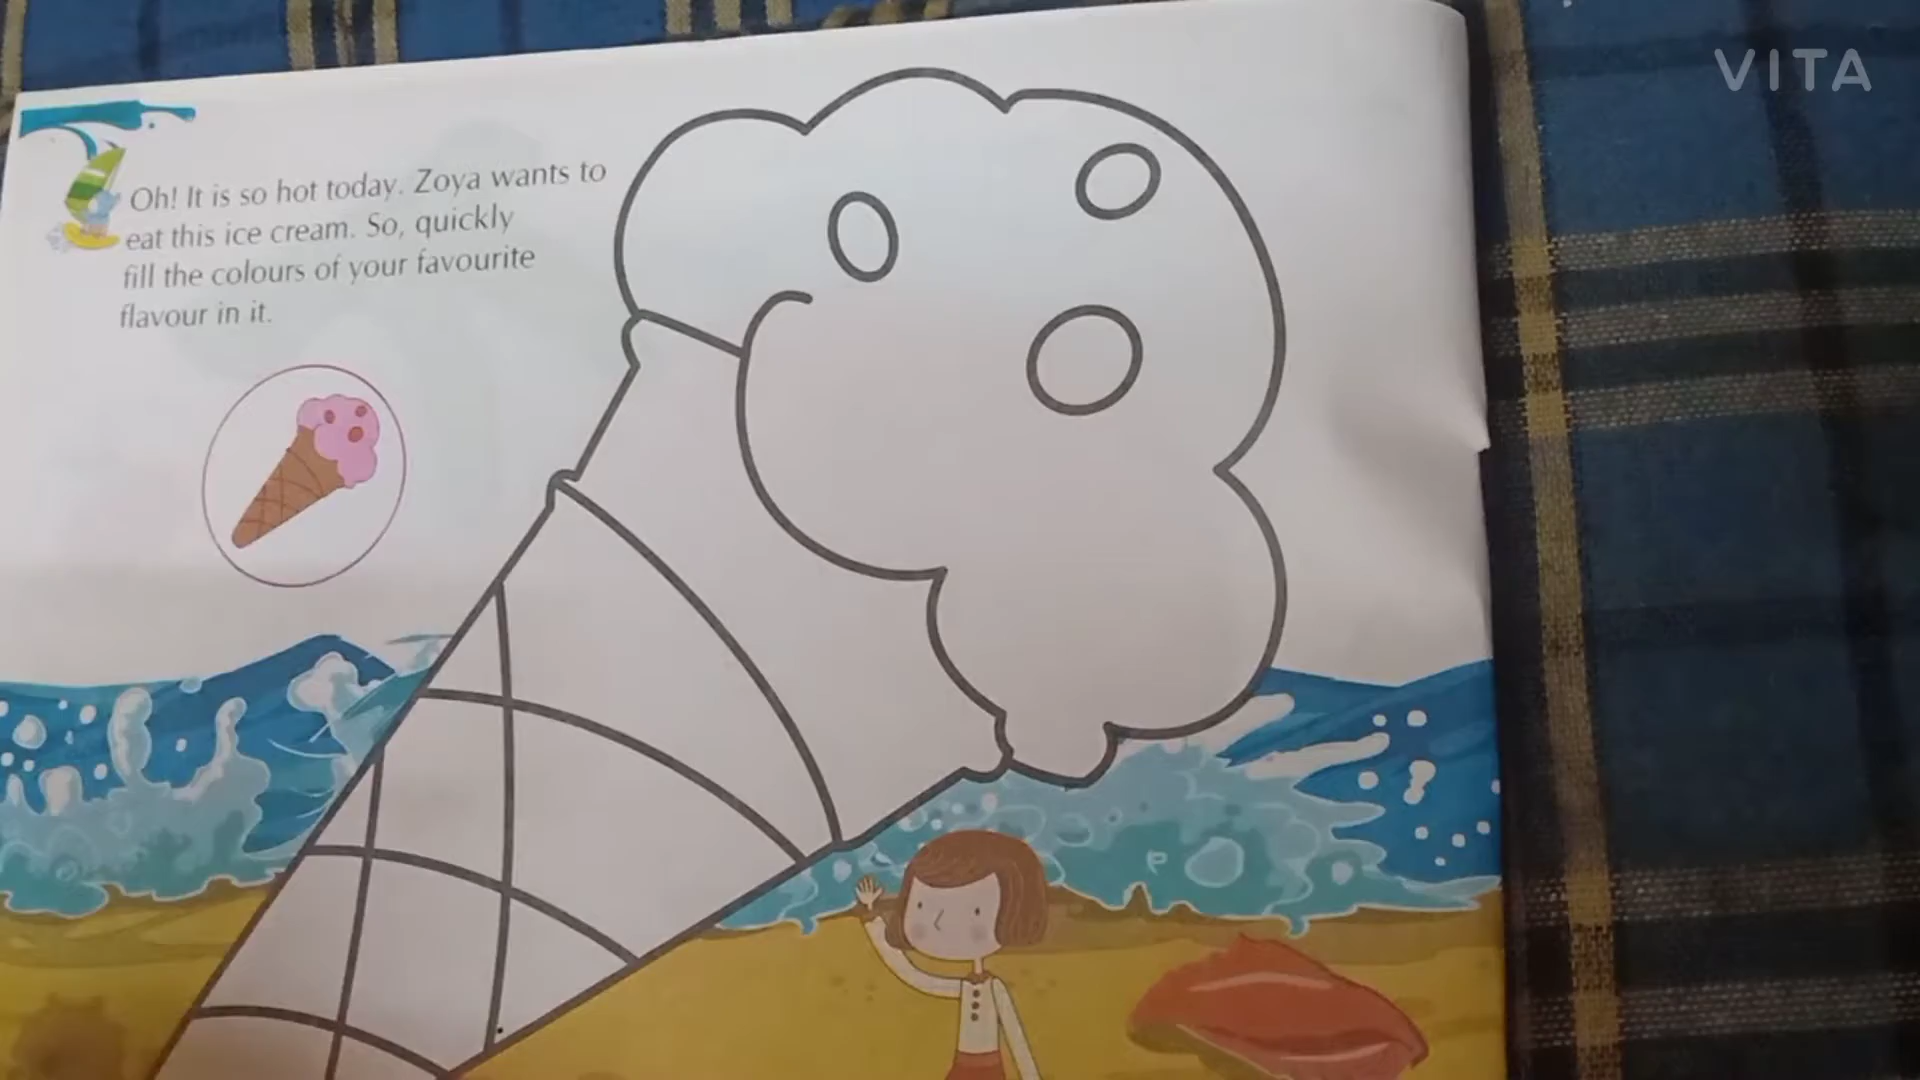 VITA
Oh! It is so hot today. Zoya wants to
eat this ice cream. So, quickly
fill the colours of your favourite
flavour in it.